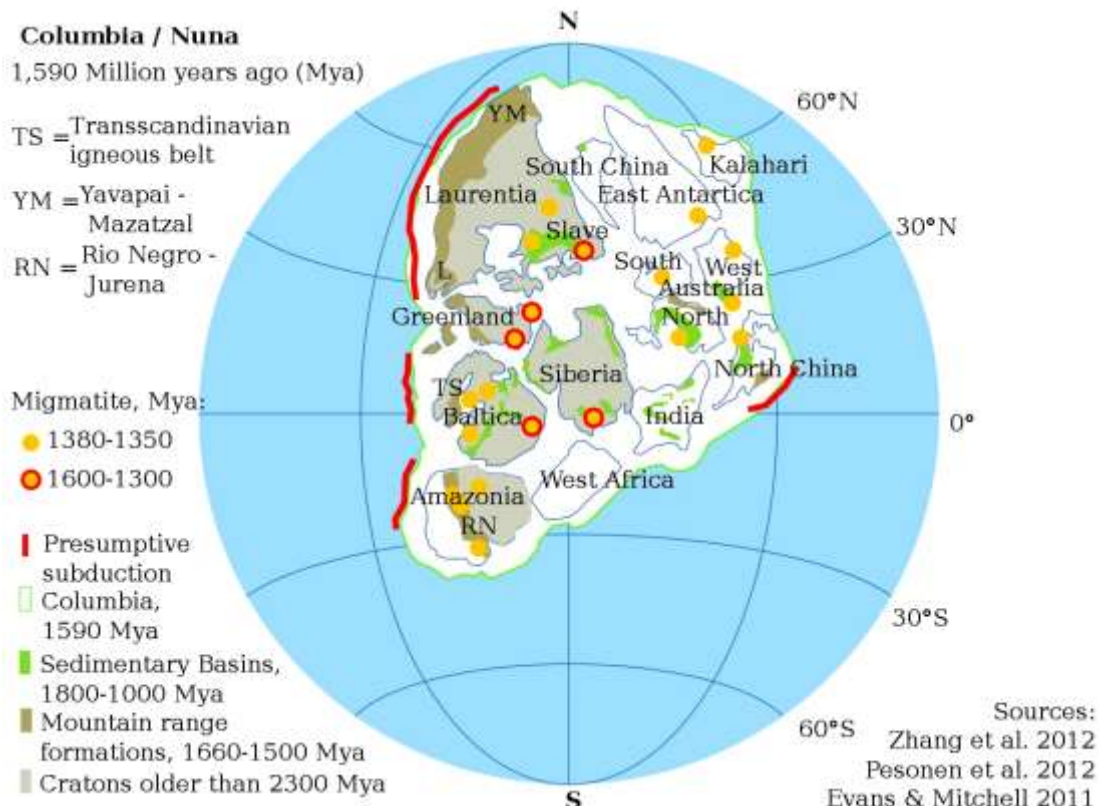 Columbia / Nuna
1,590 Million years ago (Mya)
TS = Transscandinavian
igneous belt
YM = Yavapai -
Mazatzal
RN = Rio Negro -
Jurena
Migmatite, Mya:
1380-1350
1600-1300
Presumptive
subduction
Columbia,
1590 Mya
Sedimentary Basins,
1800-1000 Mya
Mountain range
formations, 1660-1500 Mya
Cratons older than 2300 Mya
N
60°N
YM
South China
Kalahari
Laurentia
East Antartica
Slave
30°N
South
West
L
Australia
Greenland
North
Siberia
North China
TS
Baltica
India
0°
West Africa
Amazonia
RN
30°S
60°S
S
Sources:
Zhang et al. 2012
Pesonen et al. 2012
Evans & Mitchell 2011